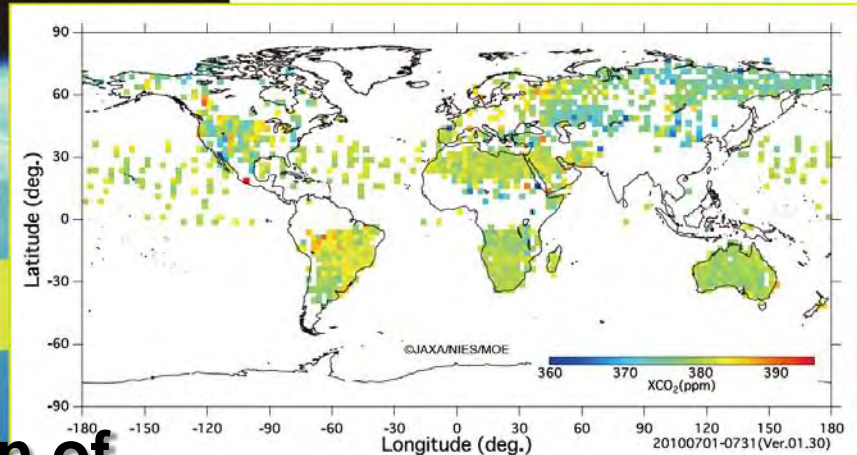 90
60
30
0
-30
-60
-90
Latitude (deg.)
©JAXA/NIES/MOE
360 370 380 390
XCO₂(ppm)
-180 -150 -120 -90 -60 -30 0 30 60 90 120 150 180
Longitude (deg.)
20100701-0731(Ver.01.30)
n of